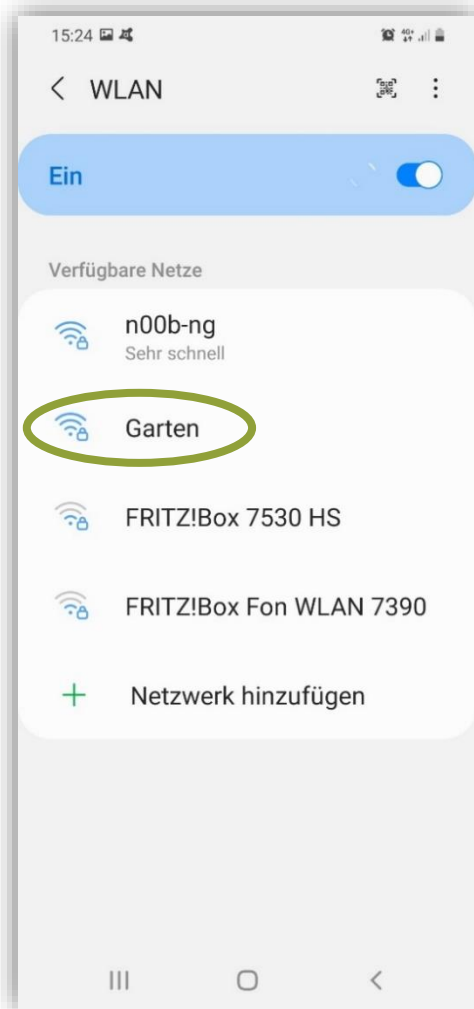 15:24
4G+
WLAN
Ein
Verfügbare Netze
n00b-ng
Sehr schnell
Garten
FRITZ!Box 7530 HS
FRITZ!Box Fon WLAN 7390
Netzwerk hinzufügen